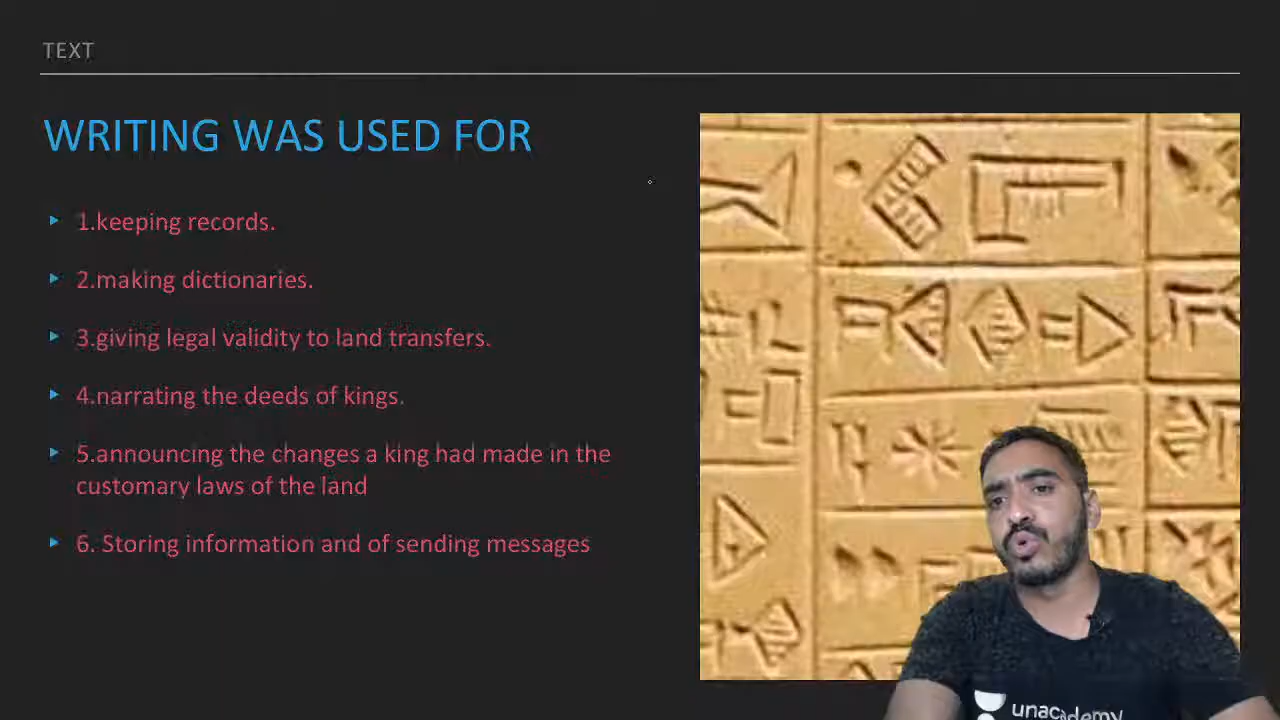 TEXT
WRITING WAS USED FOR
1.keeping records.
2.making dictionaries.
3.giving legal validity to land transfers.
4.narrating the deeds of kings.
5.announcing the changes a king had made in the
customary laws of the land
6. Storing information and of sending messages
unacademy